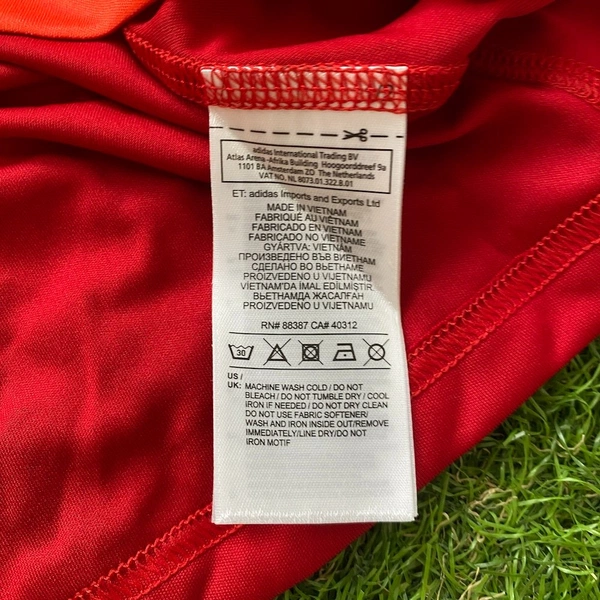 adidas International Trading BV
Atlas Arena-Afrika Building Hoogoorddreef 9a
1101 BA Amsterdam ZO The Netherlands
VAT NO. NL 8073.01.322.B.01
ET: adidas Imports and Exports Ltd
MADE IN VIETNAM
FABRIQUÉ AU VIÊTNAM
FABRICADO EN VIETNAM
FABRICADO NO VIETNAME
GYÁRTVA: VIETNÁM
ПРОИЗВЕДЕНО ВЪВ ВИЕТНАМ
СДЕЛАНО ВО ВЬЕТНАМЕ
PROIZVEDENO U VIJETNAMU
VİETNAM'DA İMAL EDİLMİŞTİR.
ВЬЕТНАМДА ЖАСАЛҒАН
PROIZVEDENO U VIJETNAMU
RN# 88387 CA# 40312
30
US /
UK: MACHINE WASH COLD / DO NOT
BLEACH / DO NOT TUMBLE DRY / COOL
IRON IF NEEDED / DO NOT DRY CLEAN
DO NOT USE FABRIC SOFTENER/
WASH AND IRON INSIDE OUT/REMOVE
IMMEDIATELY/LINE DRY/DO NOT
IRON MOTIF